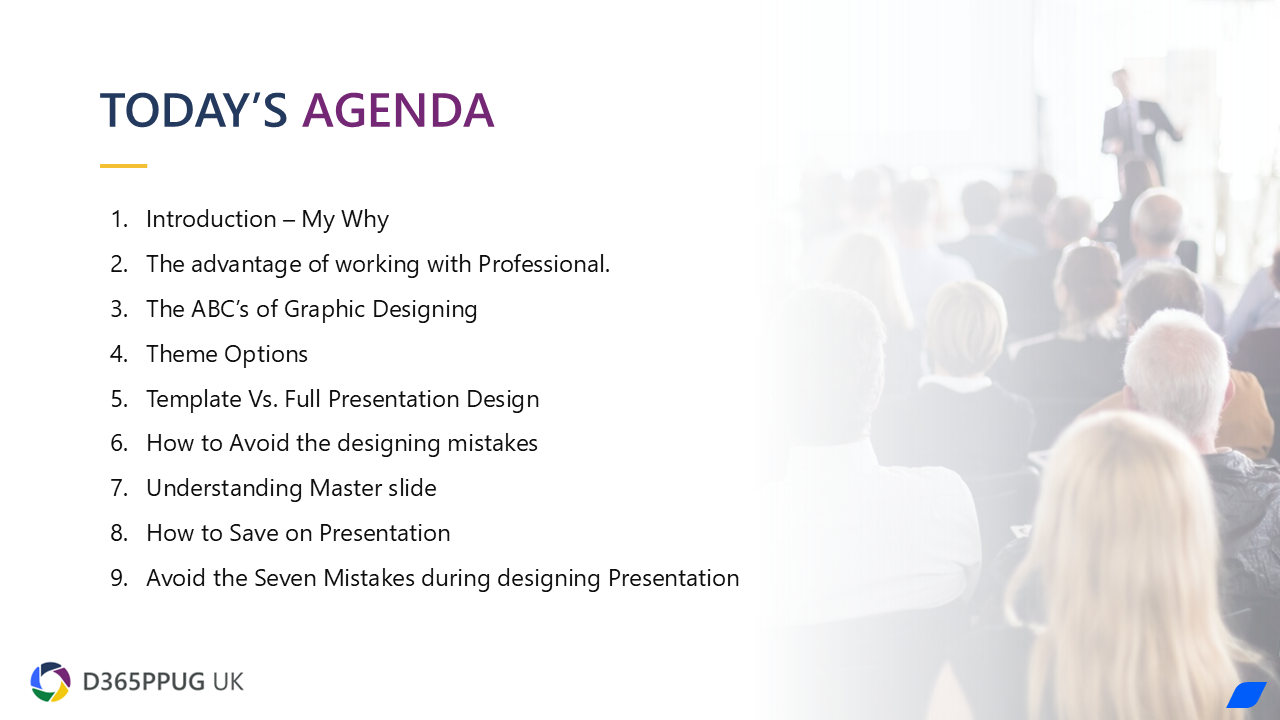 TODAY’S AGENDA
1. Introduction – My Why
2. The advantage of working with Professional.
3. The ABC’s of Graphic Designing
4. Theme Options
5. Template Vs. Full Presentation Design
6. How to Avoid the designing mistakes
7. Understanding Master slide
8. How to Save on Presentation
9. Avoid the Seven Mistakes during designing Presentation
D365PPUG UK